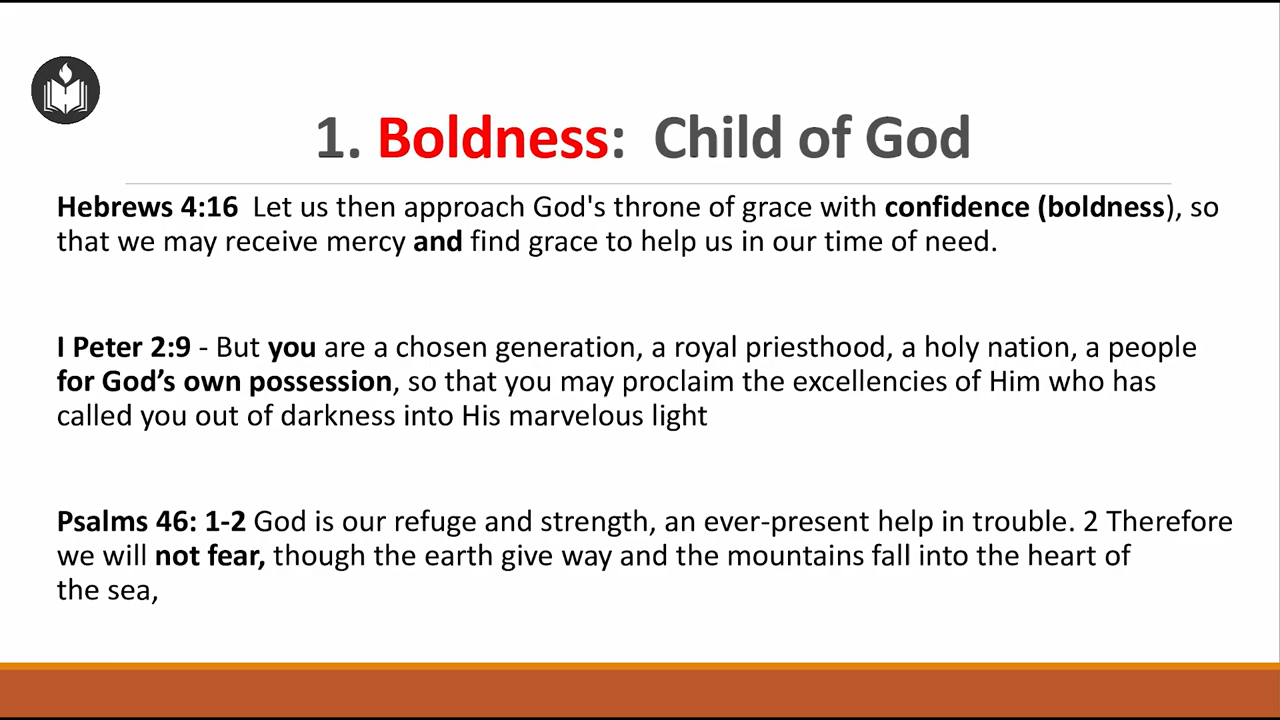 1. Boldness:  Child of God
Hebrews 4:16  Let us then approach God's throne of grace with confidence (boldness), so
that we may receive mercy and find grace to help us in our time of need.
I Peter 2:9 - But you are a chosen generation, a royal priesthood, a holy nation, a people
for God’s own possession, so that you may proclaim the excellencies of Him who has
called you out of darkness into His marvelous light
Psalms 46: 1-2 God is our refuge and strength, an ever-present help in trouble. 2 Therefore
we will not fear, though the earth give way and the mountains fall into the heart of
the sea,